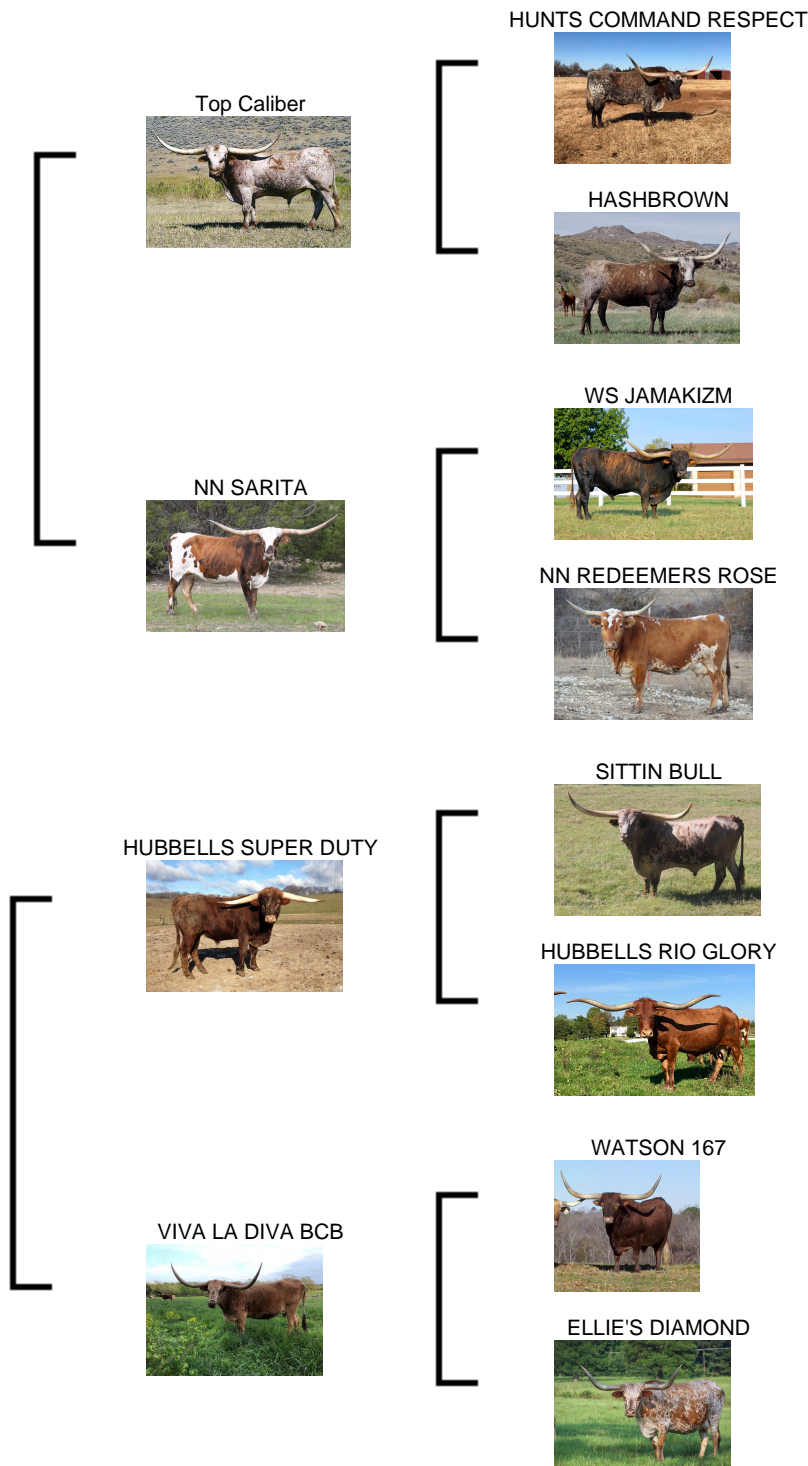 HUNTS COMMAND RESPECT
Top Caliber
HASHBROWN
WS JAMAKIZM
NN SARITA
NN REDEEMERS ROSE
SITTIN BULL
HUBBELLS SUPER DUTY
HUBBELLS RIO GLORY
WATSON 167
VIVA LA DIVA BCB
ELLIE'S DIAMOND